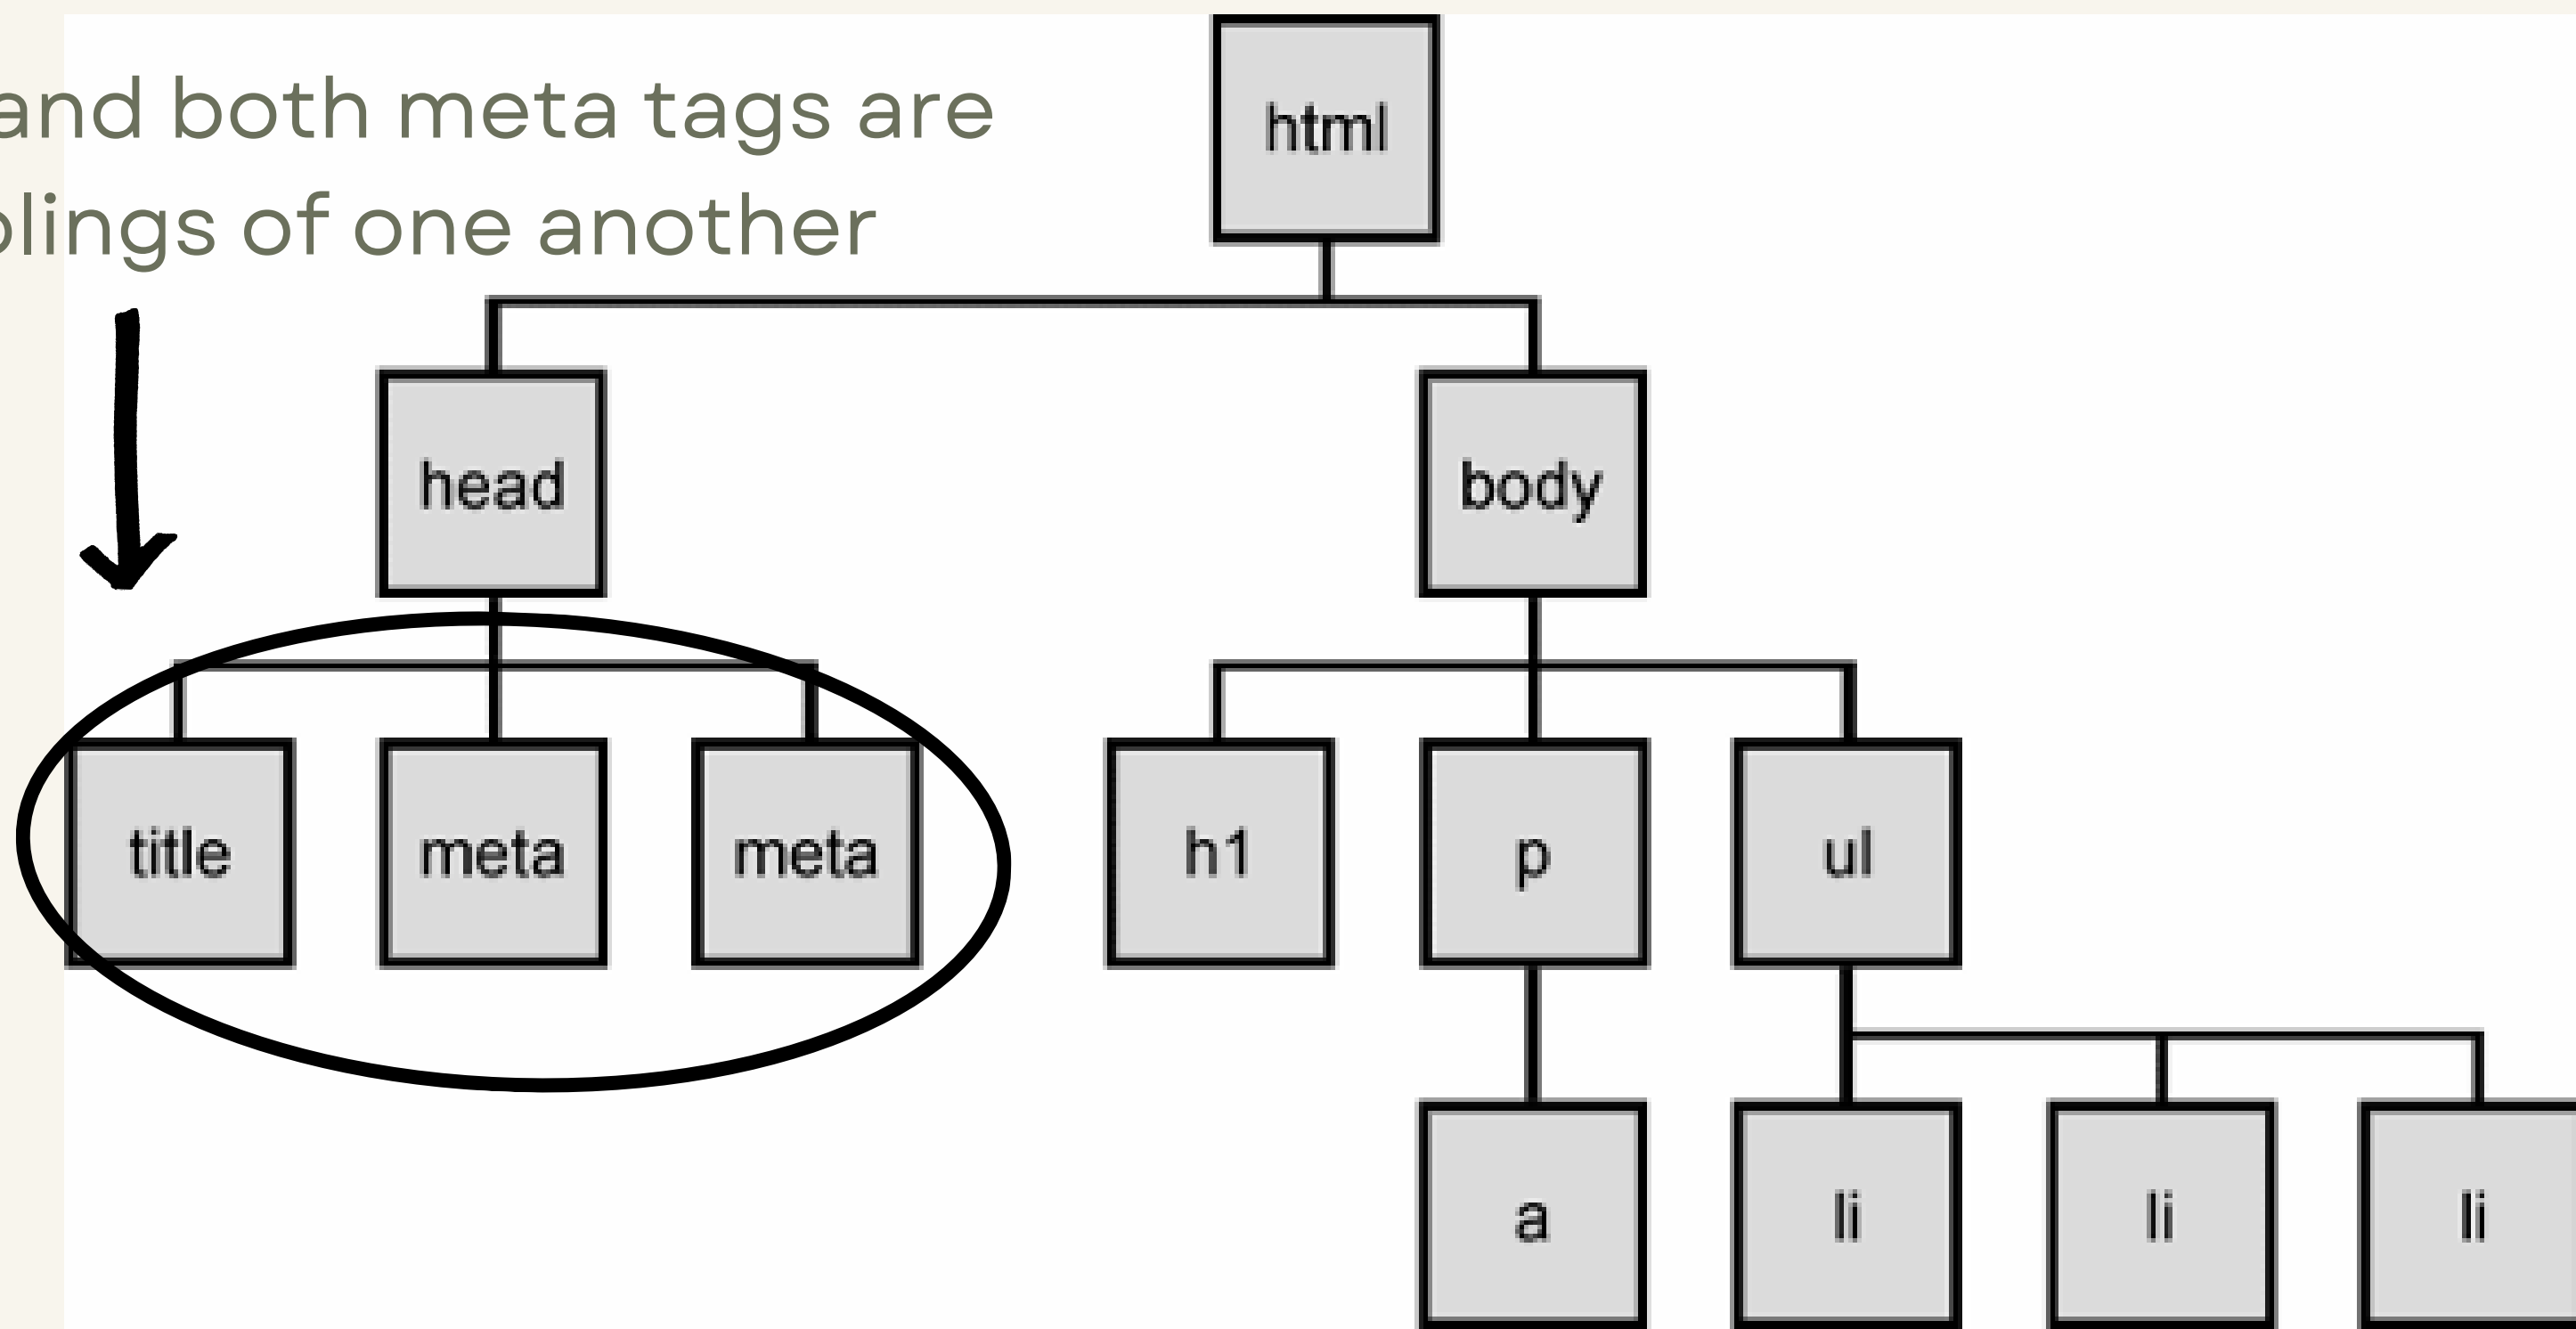 and both meta tags are
blings of one another
html
head
body
title
meta
meta
h1
p
ul
a
li
li
li